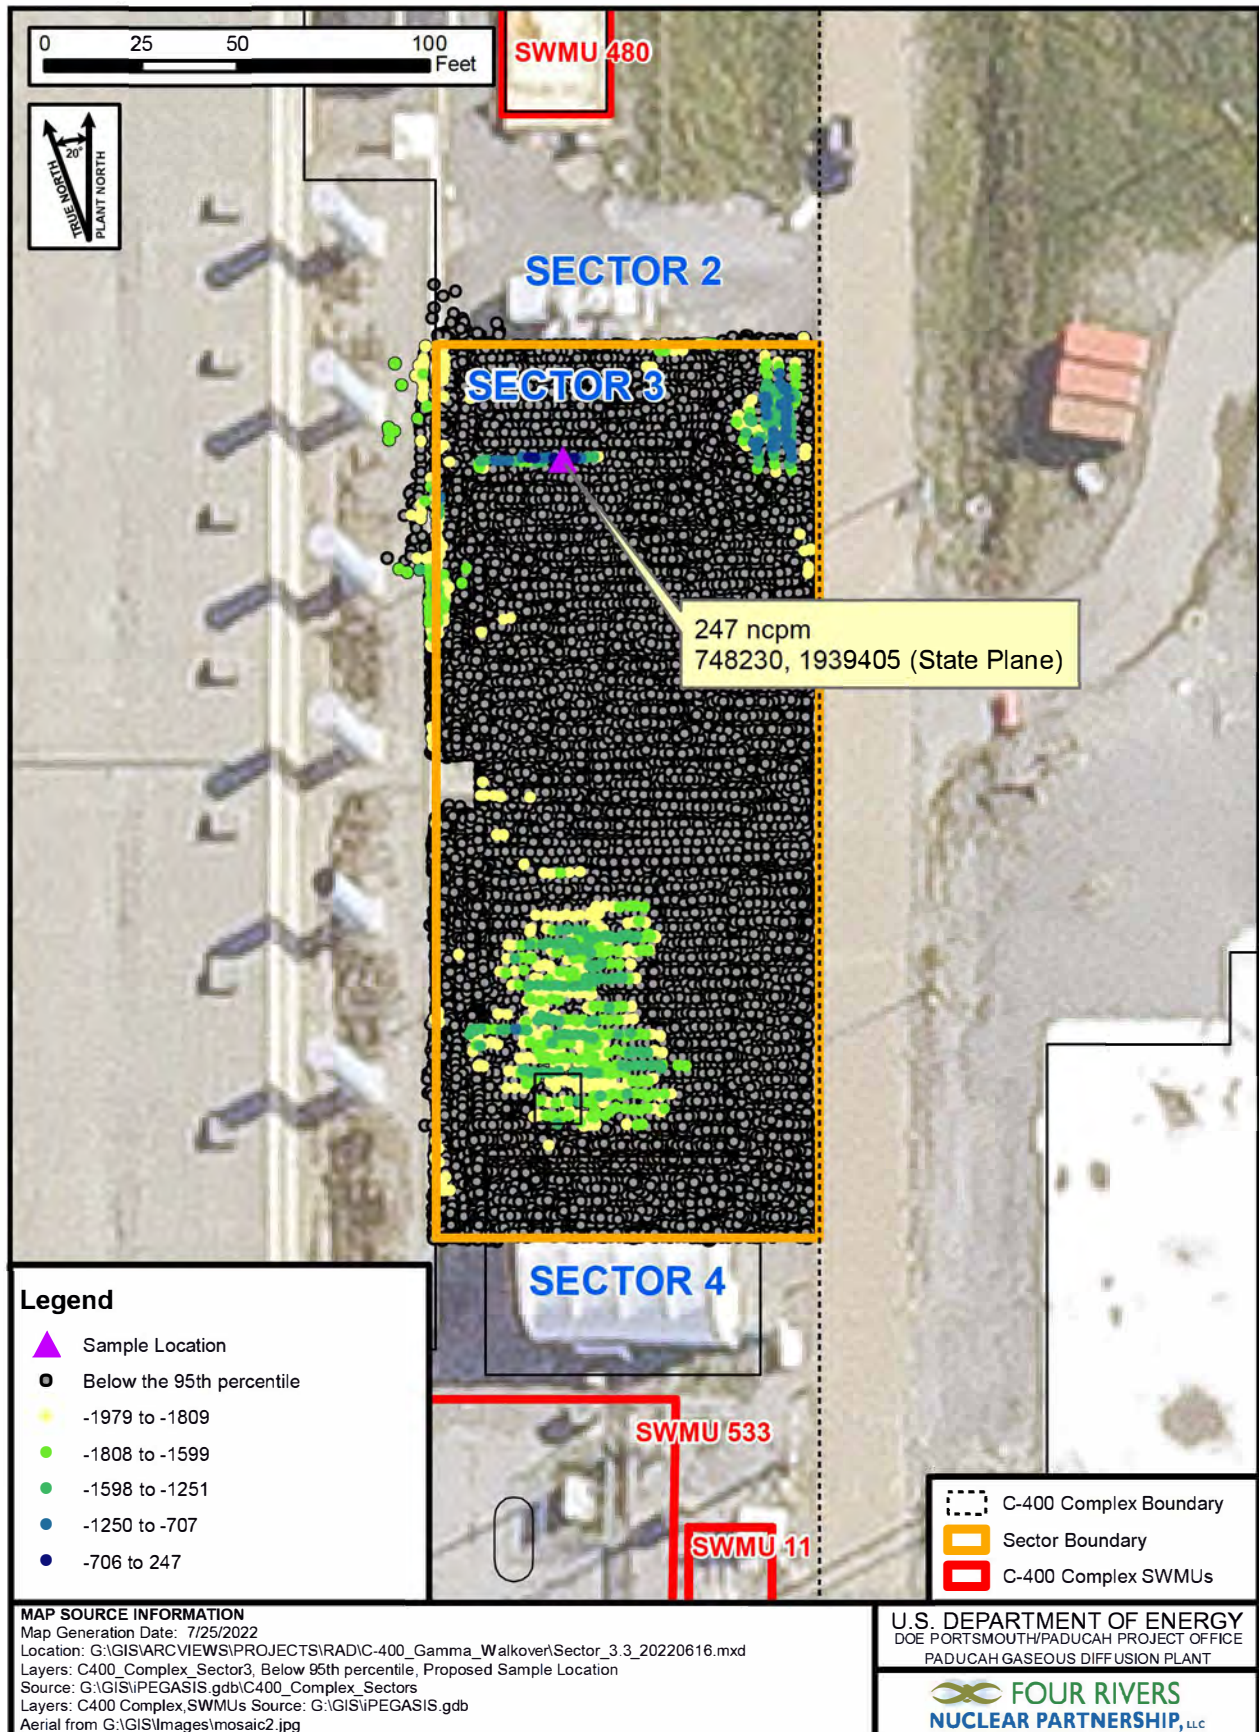 0 25 50 100
Feet
SWMU 480
20°
TRUE NORTH
PLANT NORTH
SECTOR 2
SECTOR 3
247 ncpm
748230, 1939405 (State Plane)
SECTOR 4
SWMU 533
SWMU 11
Legend
Sample Location
Below the 95th percentile
-1979 to -1809
-1808 to -1599
-1598 to -1251
-1250 to -707
-706 to 247
C-400 Complex Boundary
Sector Boundary
C-400 Complex SWMUs
MAP SOURCE INFORMATION
Map Generation Date: 7/25/2022
Location: G:\GIS\ARCVIEWS\PROJECTS\RAD\C-400_Gamma_Walkover\Sector_3.3_20220616.mxd
Layers: C400_Complex_Sector3, Below 95th percentile, Proposed Sample Location
Source: G:\GIS\iPEGASIS.gdb\C400_Complex_Sectors
Layers: C400 Complex,SWMUs Source: G:\GIS\iPEGASIS.gdb
Aerial from G:\GIS\Images\mosaic2.jpg
U.S. DEPARTMENT OF ENERGY
DOE PORTSMOUTH/PADUCAH PROJECT OFFICE
PADUCAH GASEOUS DIFFUSION PLANT
FOUR RIVERS
NUCLEAR PARTNERSHIP, LLC